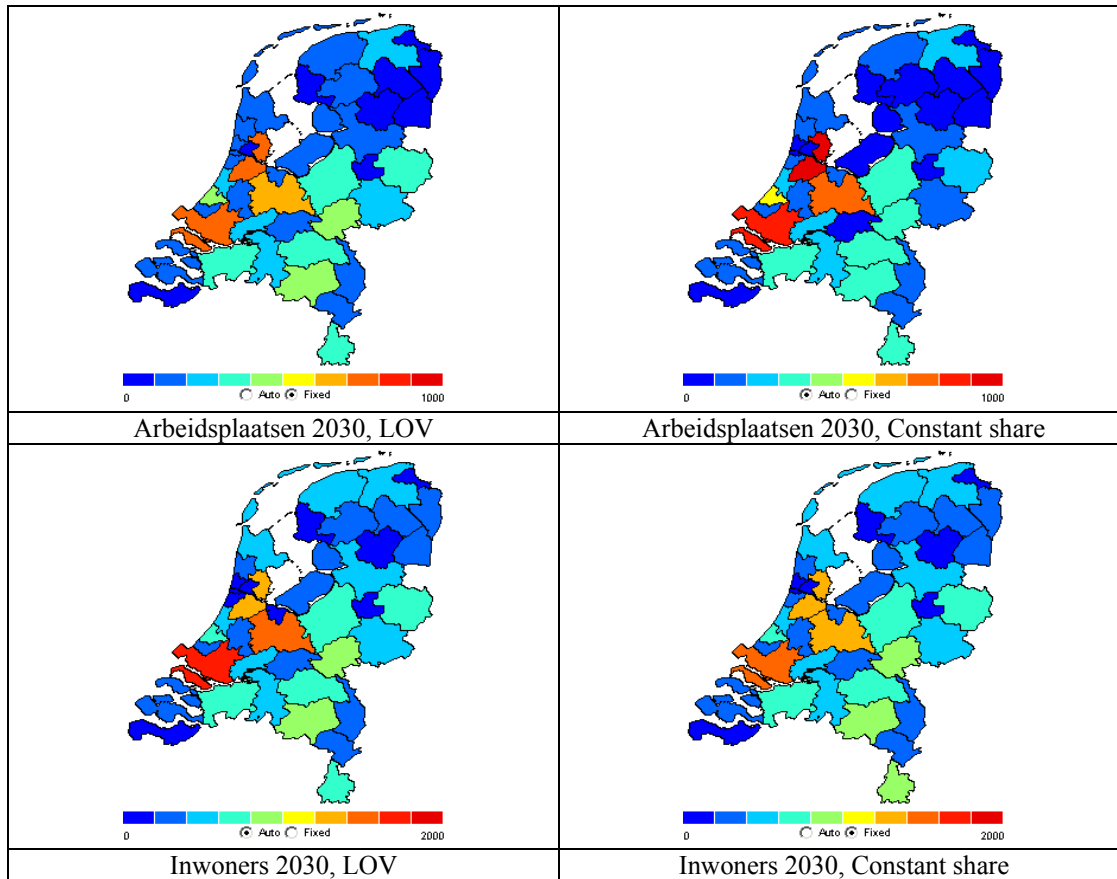 Auto Fixed
0 1000
Auto Fixed
0 1000
Arbeidsplaatsen 2030, LOV
Arbeidsplaatsen 2030, Constant share
Auto Fixed
0 2000
Auto Fixed
0 2000
Inwoners 2030, LOV
Inwoners 2030, Constant share